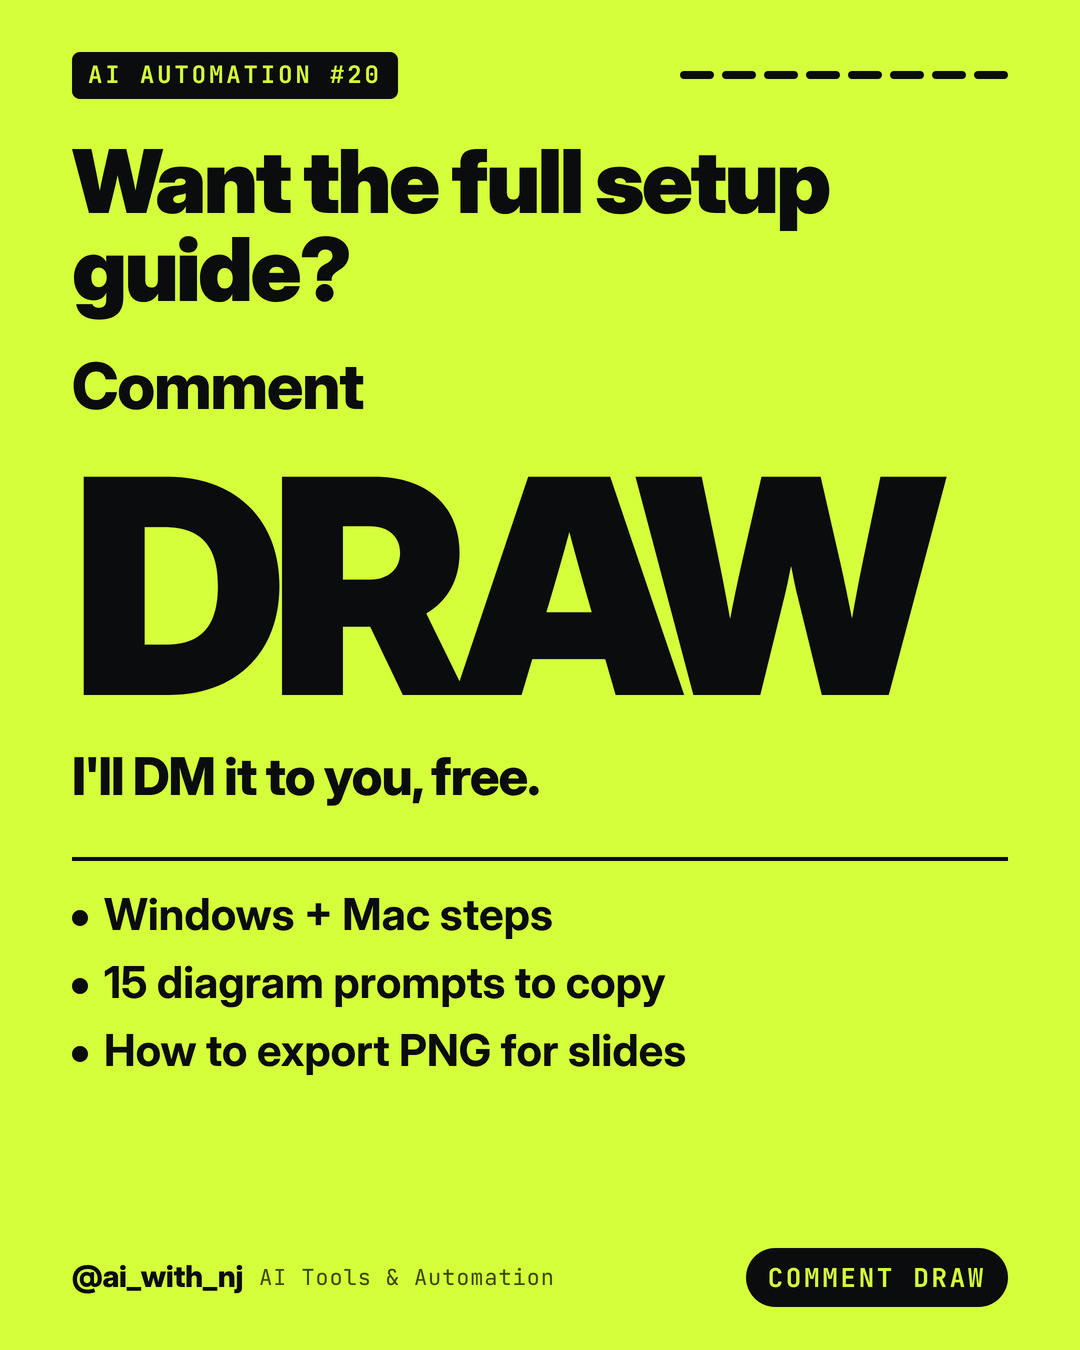 AI AUTOMATION #20
Want the full setup
guide?
Comment
DRAW
I'll DM it to you, free.
• Windows + Mac steps
• 15 diagram prompts to copy
• How to export PNG for slides
@ai_with_nj AI Tools & Automation
COMMENT DRAW